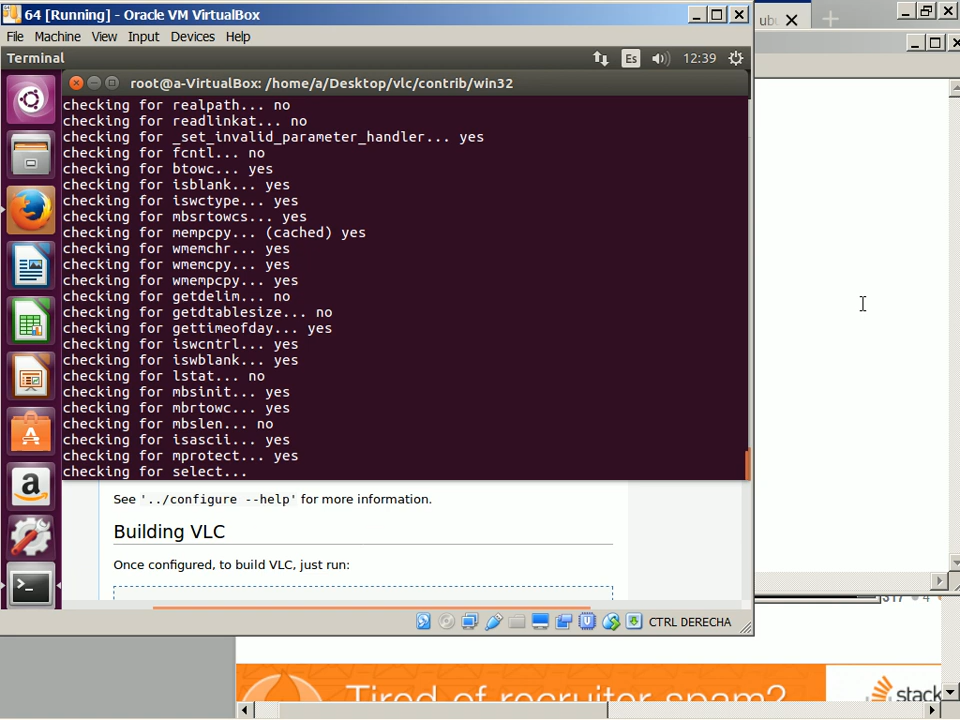 64 [Running] - Oracle VM VirtualBox
ubu
File Machine View Input Devices Help
Terminal
Es
12:39
root@a-VirtualBox: /home/a/Desktop/vlc/contrib/win32
checking for realpath... no
checking for readlinkat... no
checking for _set_invalid_parameter_handler... yes
checking for fcntl... no
checking for btowc... yes
checking for isblank... yes
checking for iswctype... yes
checking for mbsrtowcs... yes
checking for mempcpy... (cached) yes
checking for wmemchr... yes
checking for wmemcpy... yes
checking for wmempcpy... yes
checking for getdelim... no
checking for getdtablesize... no
checking for gettimeofday... yes
checking for iswcntrl... yes
checking for iswblank... yes
checking for lstat... no
checking for mbsinit... yes
checking for mbrtowc... yes
checking for mbslen... no
checking for isascii... yes
checking for mprotect... yes
checking for select...
See '../configure --help' for more information.
Building VLC
Once configured, to build VLC, just run:
CTRL DERECHA
Tired of recruiter spam?
stack